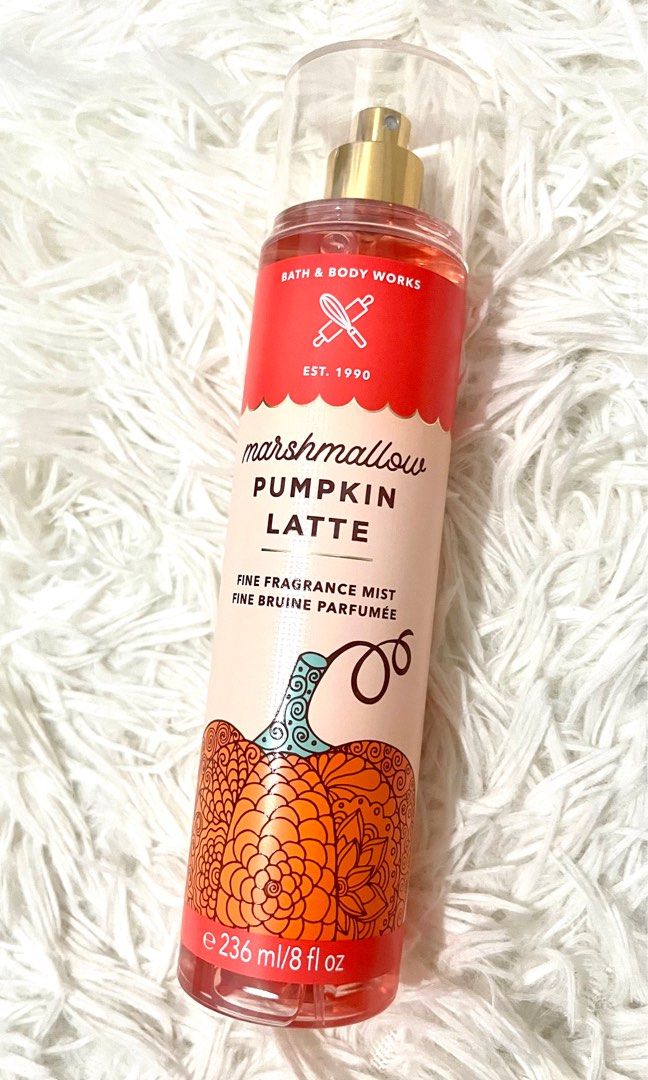 BATH & BODY WORKS
EST. 1990
marshmallow
PUMPKIN
LATTE
FINE FRAGRANCE MIST
FINE BRUINE PARFUMÉE
℮ 236 ml/8 fl oz